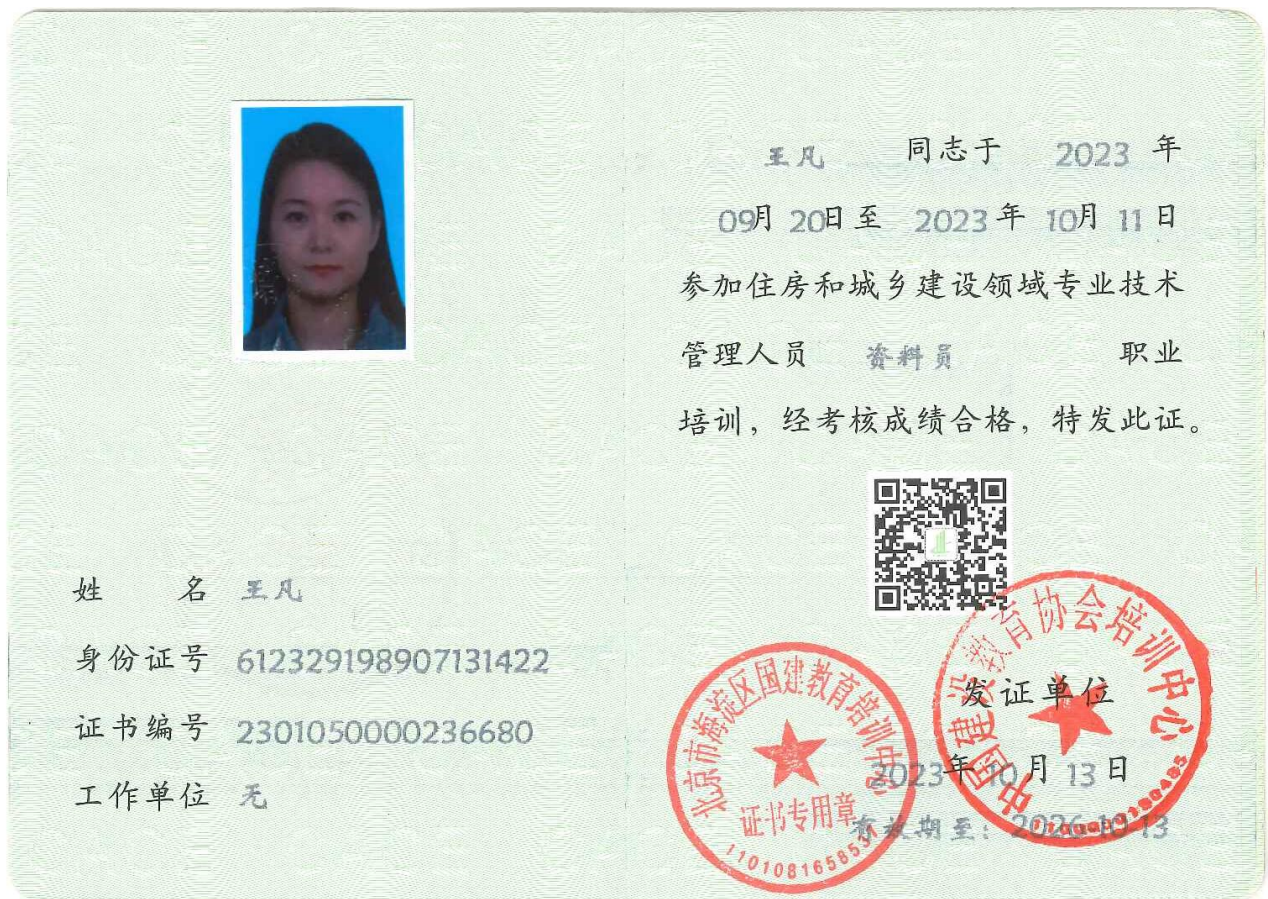 姓 名 王凡
身份证号 612329198907131422
证书编号 2301050000236680
工作单位 无
王凡 同志于 2023 年
09月 20日至 2023年 10月 11日
参加住房和城乡建设领域专业技术
管理人员 资料员 职业
培训，经考核成绩合格，特发此证。
中国建设教育协会培训中心
发证单位
2023年 10月 13日
有效期至：2026-10-13
北京市海淀区国建教育培训中心
证书专用章